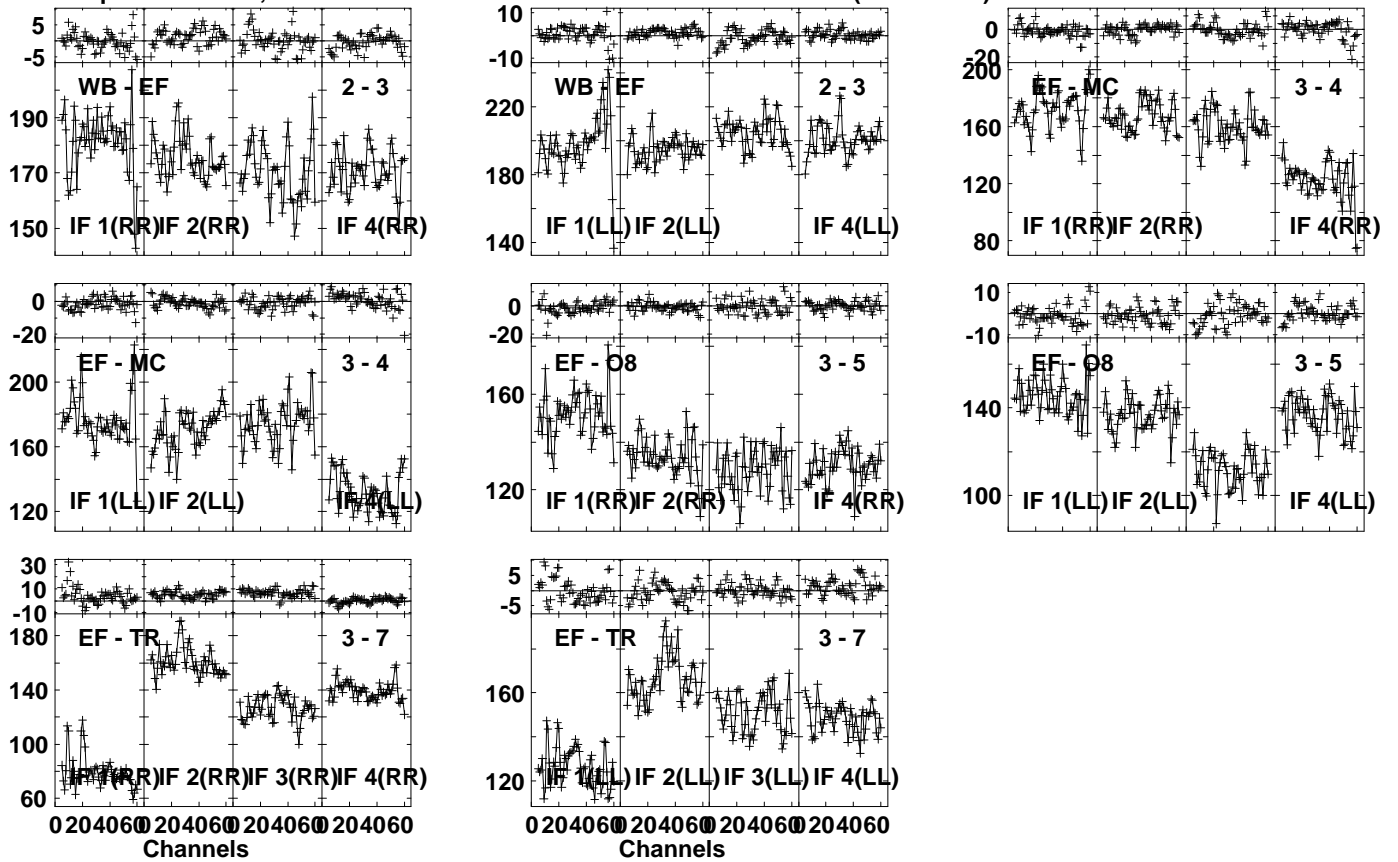 5
-5
WB - EF 2 - 3
190
170
150
IF 1(RR) IF 2(RR) IF 4(RR)
10
-10
WB - EF 2 - 3
220
180
140
IF 1(LL) IF 2(LL) IF 4(LL)
0
-20
EF - MC 3 - 4
200
160
120
80
IF 1(RR) IF 2(RR) IF 4(RR)
0
-20
EF - MC 3 - 4
200
160
120
IF 1(LL) IF 2(LL) IF 4(LL)
0
-20
EF - O8 3 - 5
160
120
IF 1(RR) IF 2(RR) IF 4(RR)
10
-10
EF - O8 3 - 5
140
100
IF 1(LL) IF 2(LL) IF 4(LL)
30
10
-10
EF - TR 3 - 7
180
140
100
60
IF 1(RR) IF 2(RR) IF 3(RR) IF 4(RR)
0 20 40 60 0 20 40 60 0 20 40 60 0 20 40 60
Channels
5
-5
EF - TR 3 - 7
160
120
IF 1(LL) IF 2(LL) IF 3(LL) IF 4(LL)
0 20 40 60 0 20 40 60 0 20 40 60 0 20 40 60
Channels